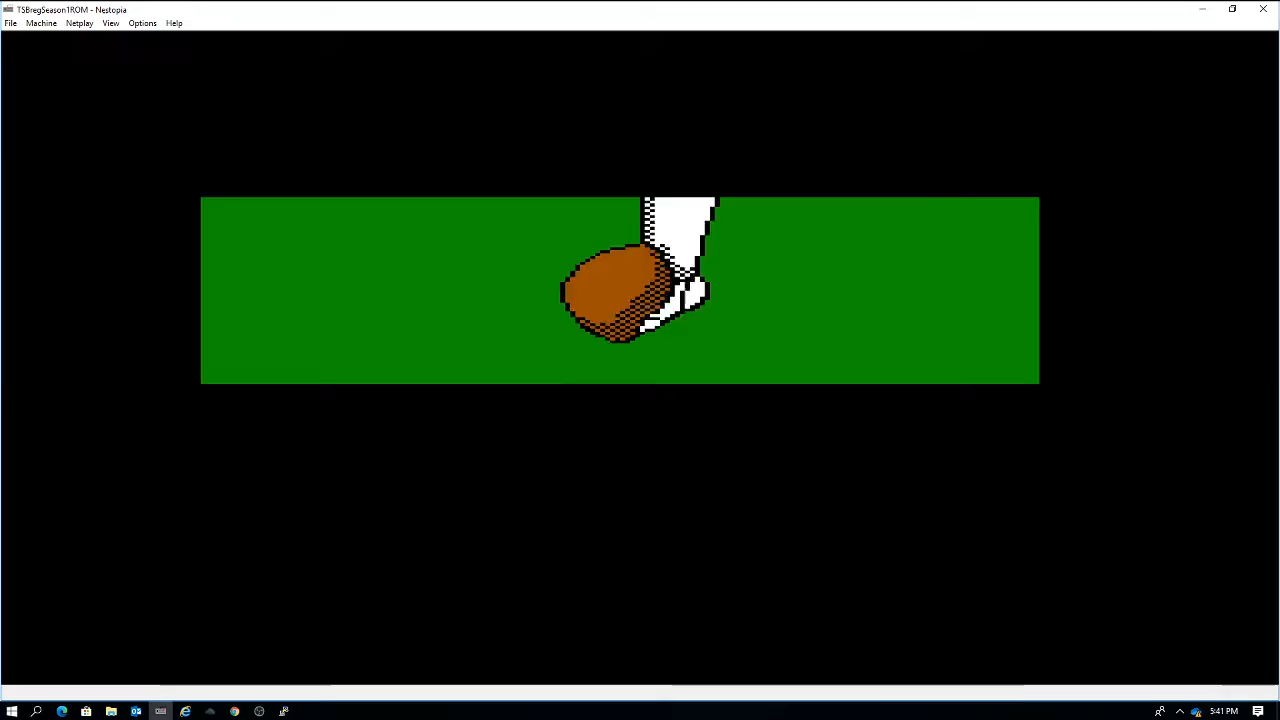 TSBregSeason1ROM - Nestopia
File Machine Netplay View Options Help
5:41 PM